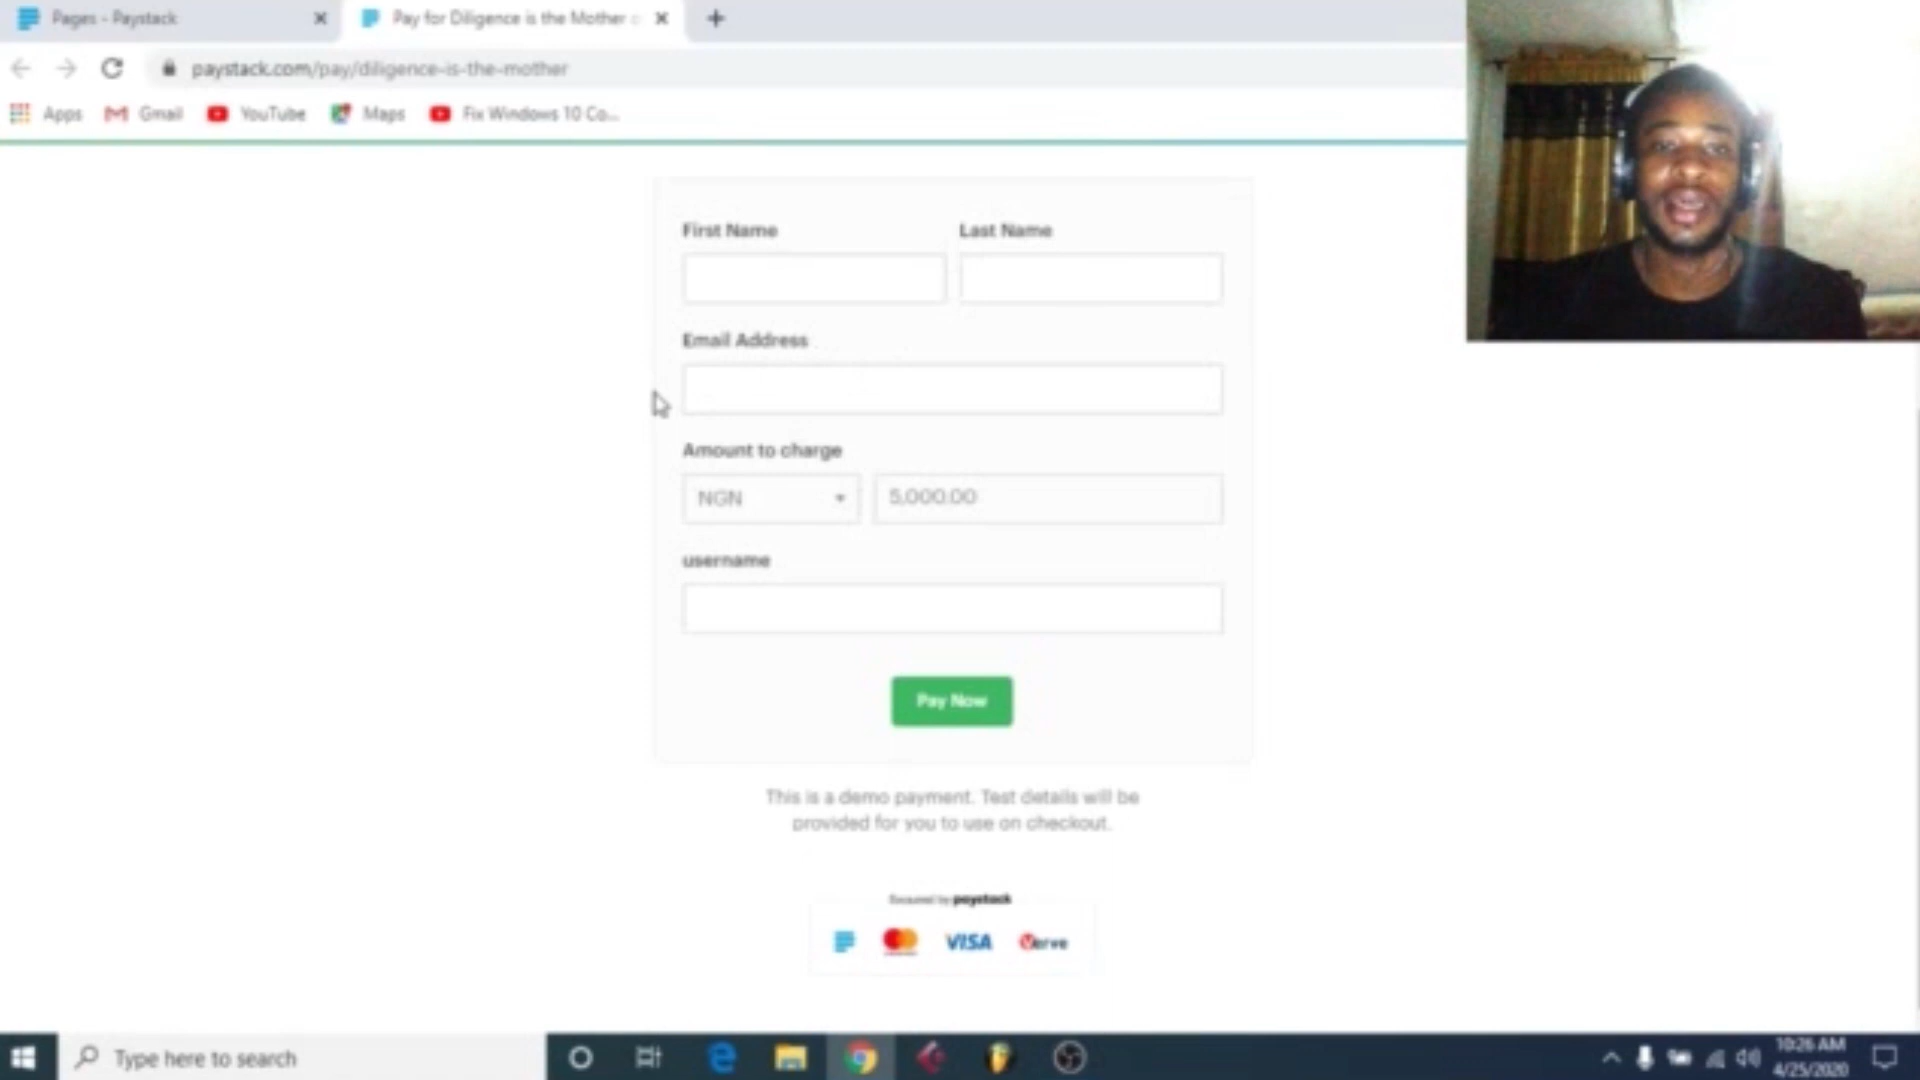 Pages - Paystack
Pay for Diligence is the Mother
paystack.com/pay/diligence-is-the-mother
Apps Gmail YouTube Maps Fix Windows 10 Co...
First Name Last Name
Email Address
Amount to charge
NGN 5,000.00
username
Pay Now
This is a demo payment. Test details will be
provided for you to use on checkout.
Secured by paystack
VISA Verve
Type here to search
10:26 AM
4/25/2020